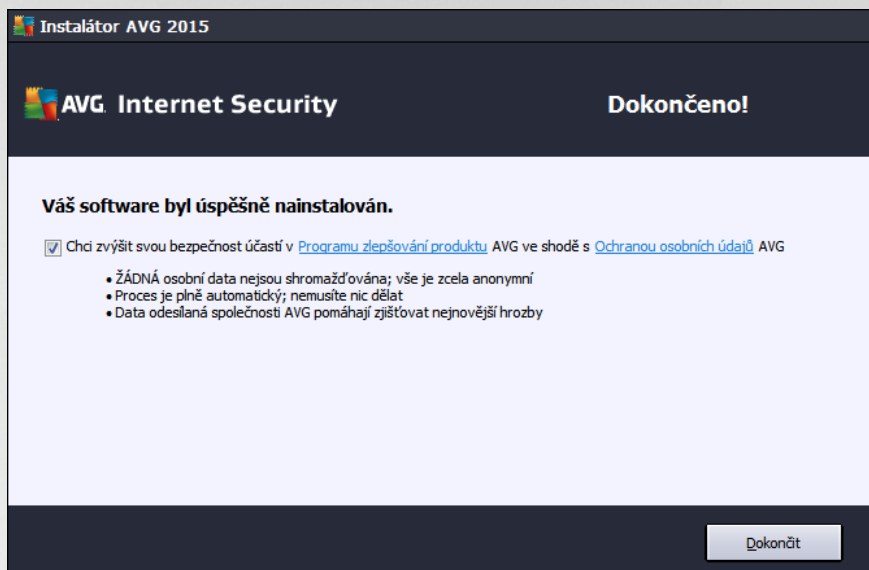 Instalátor AVG 2015
AVG. Internet Security
Dokončeno!
Váš software byl úspěšně nainstalován.
Chci zvýšit svou bezpečnost účastí v Programu zlepšování produktu AVG ve shodě s Ochranou osobních údajů AVG
• ŽÁDNÁ osobní data nejsou shromažďována; vše je zcela anonymní
• Proces je plně automatický; nemusíte nic dělat
• Data odesílaná společnosti AVG pomáhají zjišťovat nejnovější hrozby
Dokončit